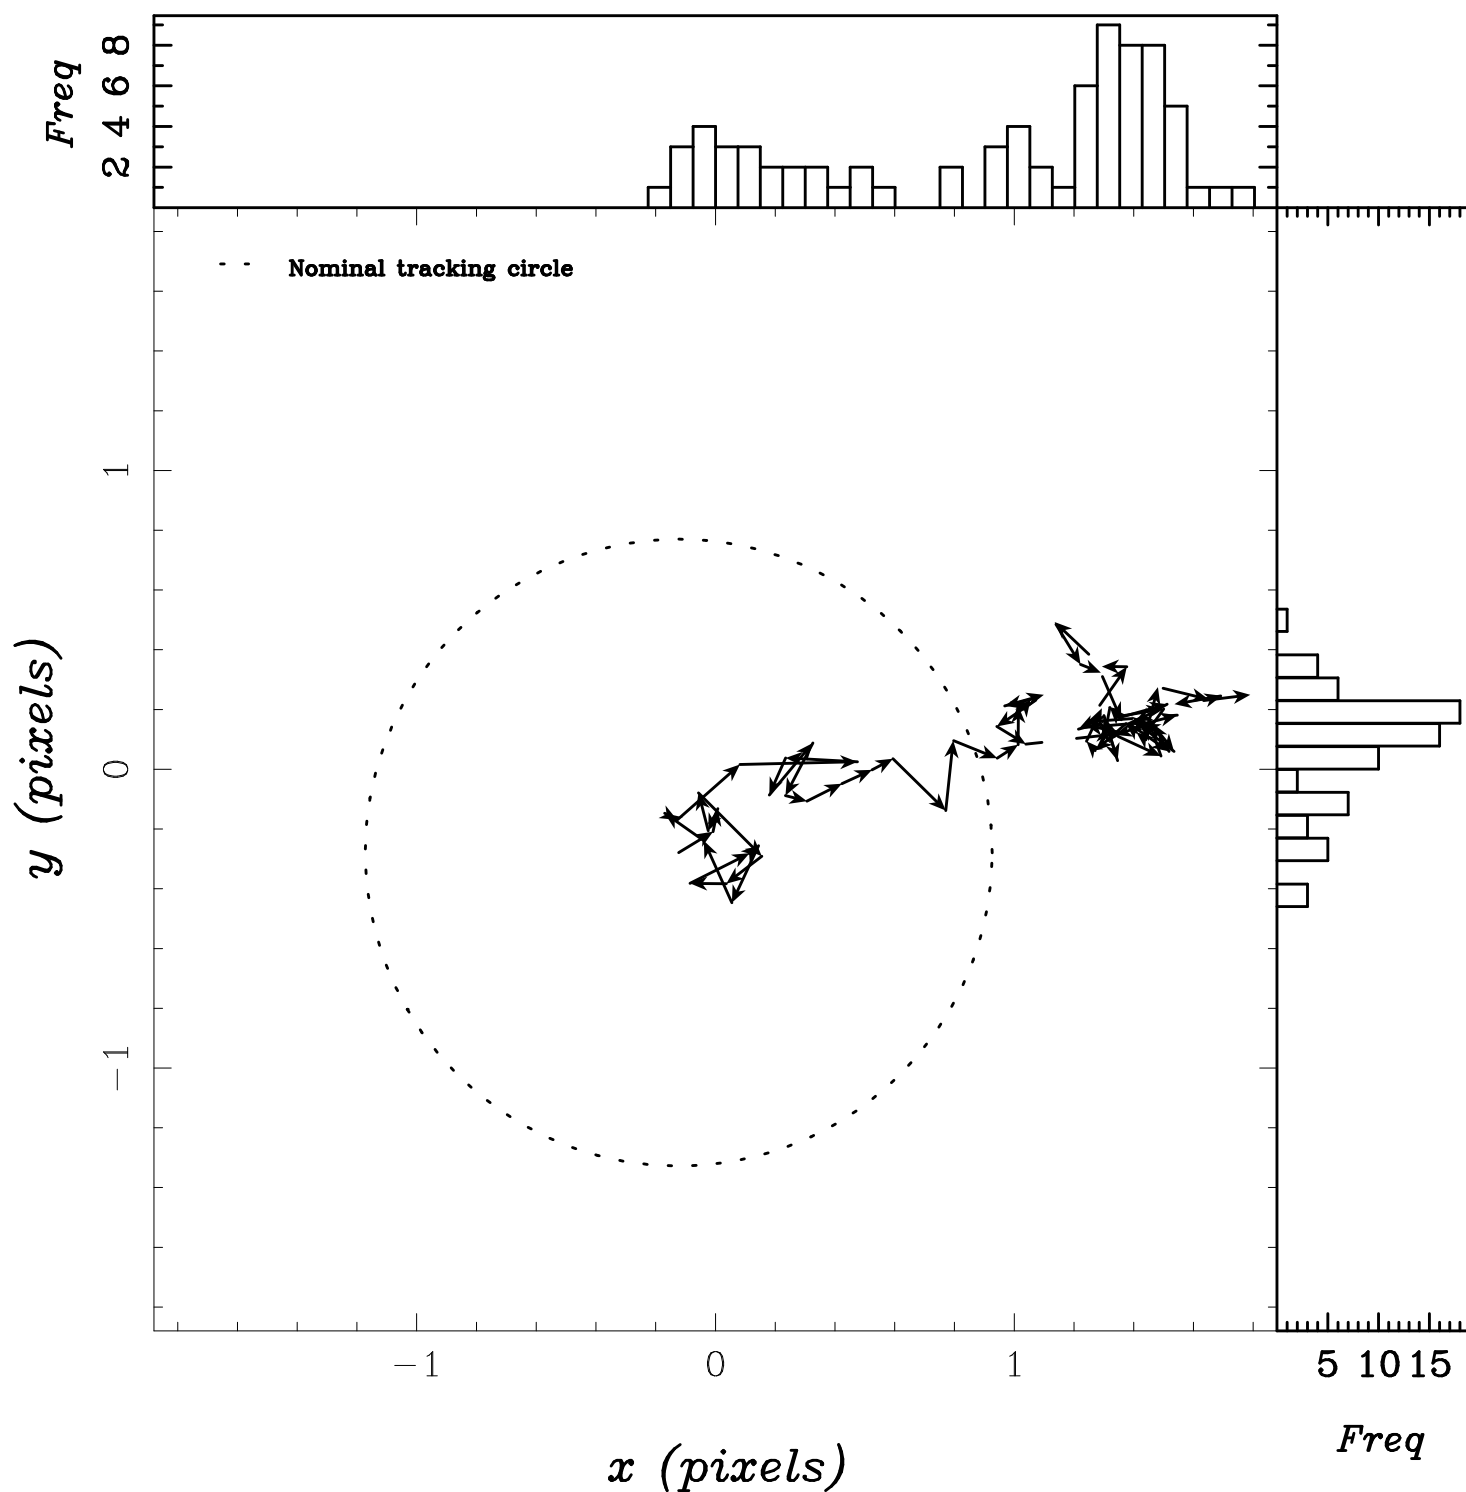 Freq
2 4 6 8
Nominal tracking circle
y (pixels)
1
0
−1
−1 0 1
5 10 15
x (pixels)
Freq